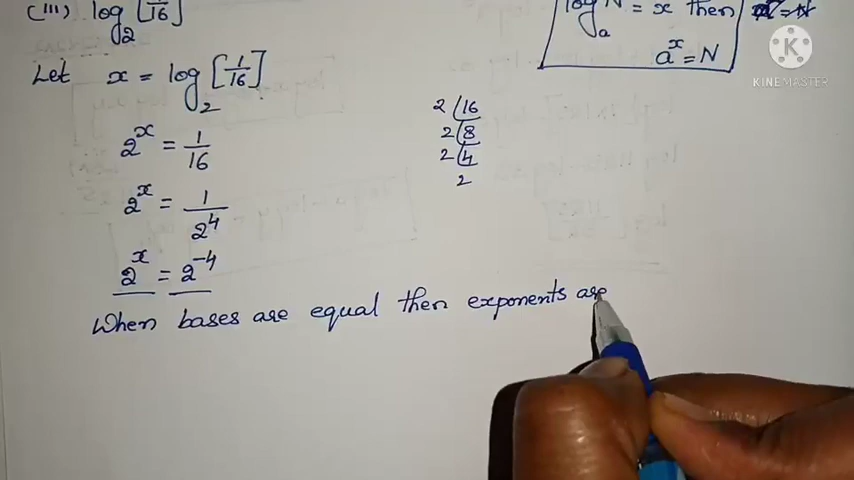 (III) log₂ [1/16]
log_a N = x then
a^x = N
Let x = log₂ [1/16]
2^x = 1/16
2^x = 1/2^4
2^x = 2^-4
2 | 16
2 | 8
2 | 4
2
When bases are equal then exponents are
KINEMASTER